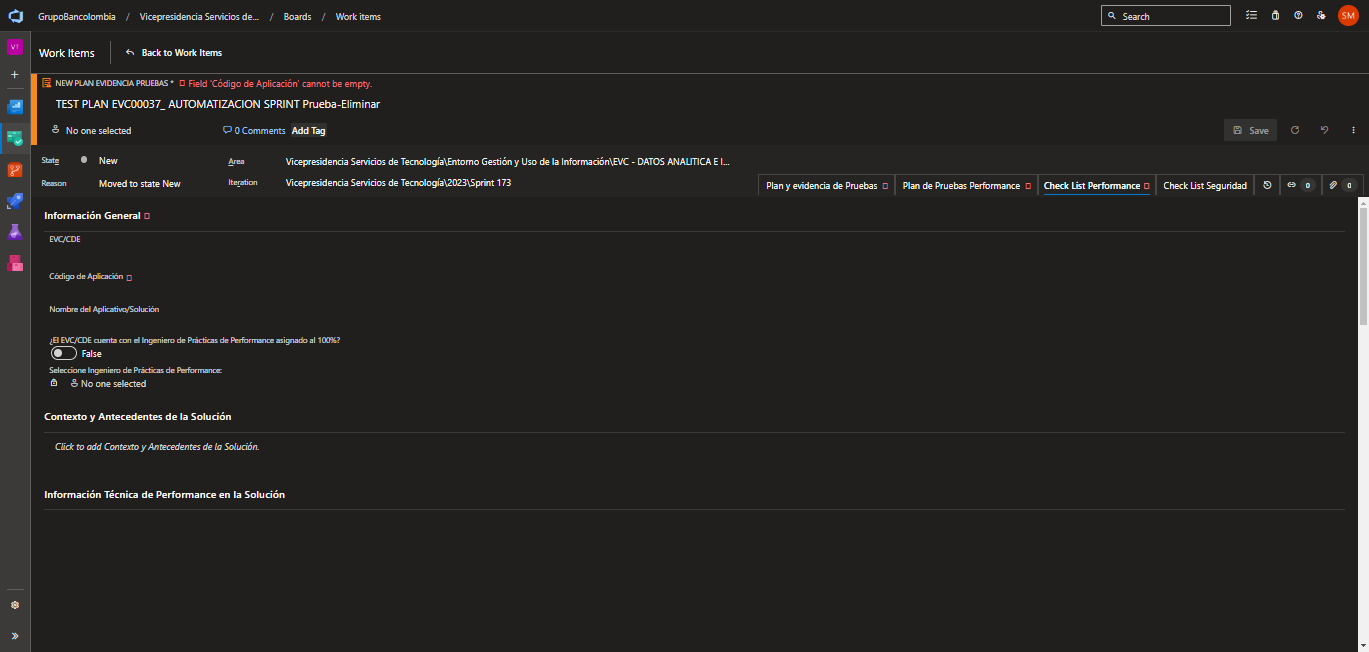 GrupoBancolombia / Vicepresidencia Servicios de... / Boards / Work items
Search
SM
VT
Work Items
Back to Work Items
NEW PLAN EVIDENCIA PRUEBAS * Field 'Código de Aplicación' cannot be empty.
TEST PLAN EVC00037_ AUTOMATIZACION SPRINT Prueba-Eliminar
No one selected
0 Comments
Add Tag
Save
State
New
Area
Vicepresidencia Servicios de Tecnología\Entorno Gestión y Uso de la Información\EVC - DATOS ANALITICA E I...
Reason
Moved to state New
Iteration
Vicepresidencia Servicios de Tecnología\2023\Sprint 173
Plan y evidencia de Pruebas
Plan de Pruebas Performance
Check List Performance
Check List Seguridad
0
0
Información General
EVC/CDE
Código de Aplicación
Nombre del Aplicativo/Solución
¿El EVC/CDE cuenta con el Ingeniero de Prácticas de Performance asignado al 100%?
False
Seleccione Ingeniero de Prácticas de Performance:
No one selected
Contexto y Antecedentes de la Solución
Click to add Contexto y Antecedentes de la Solución.
Información Técnica de Performance en la Solución